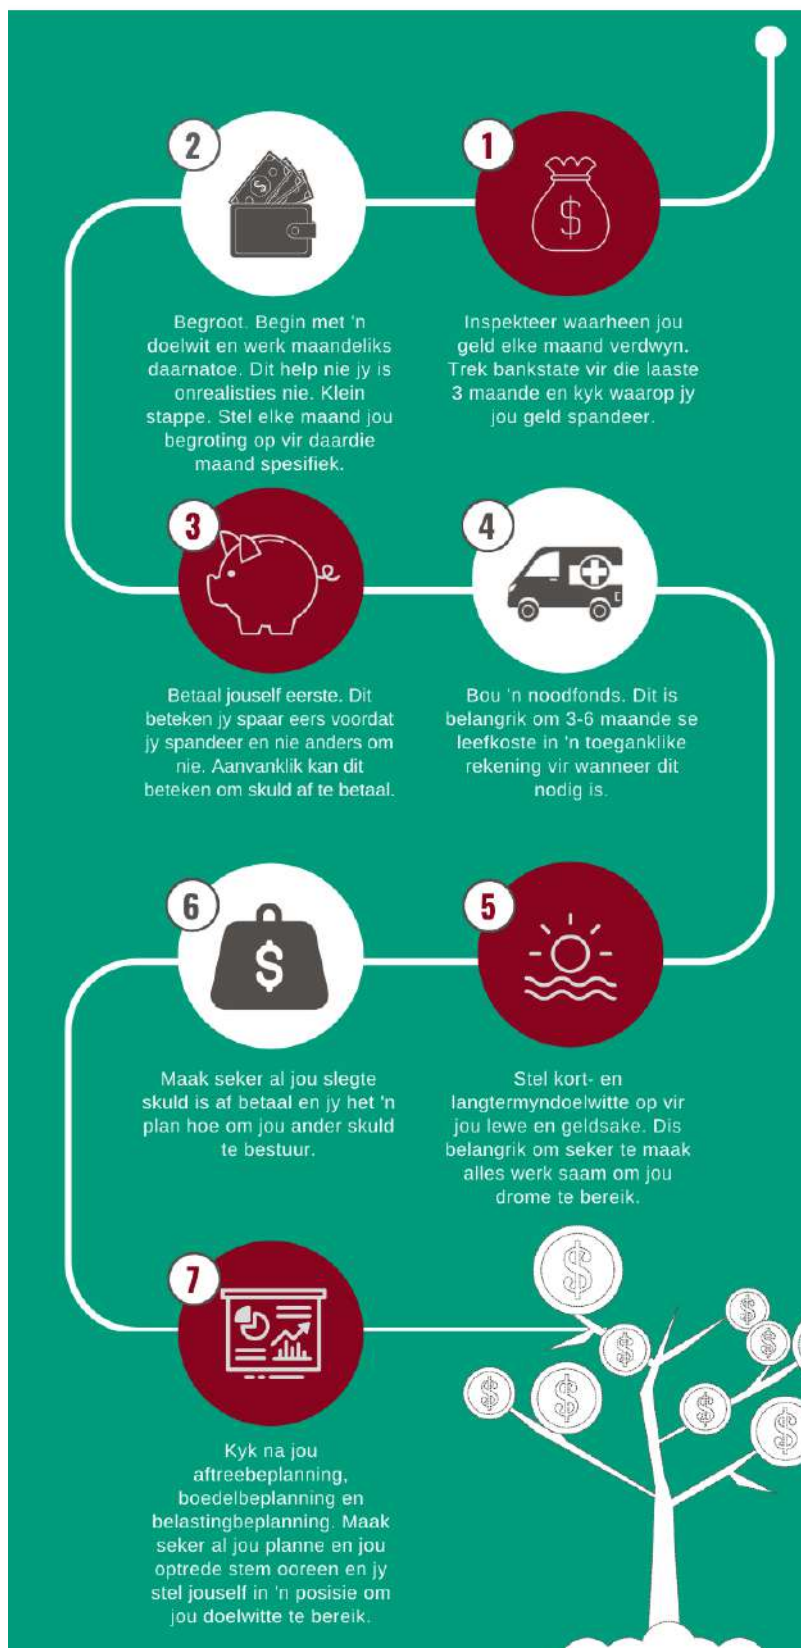 1
$
Inspekteer waarheen jou
geld elke maand verdwyn.
Trek bankstate vir die laaste
3 maande en kyk waarop jy
jou geld spandeer.
2
$
Begroot. Begin met 'n
doelwit en werk maandeliks
daarnatoe. Dit help nie jy is
onrealisties nie. Klein
stappe. Stel elke maand jou
begroting op vir daardie
maand spesifiek.
3
Betaal jouself eerste. Dit
beteken jy spaar eers voordat
jy spandeer en nie anders om
nie. Aanvanklik kan dit
beteken om skuld af te betaal.
4
Bou 'n noodfonds. Dit is
belangrik om 3-6 maande se
leefkoste in 'n toeganklike
rekening vir wanneer dit
nodig is.
5
Stel kort- en
langtermyndoelwitte op vir
jou lewe en geldsake. Dis
belangrik om seker te maak
alles werk saam om jou
drome te bereik.
6
$
Maak seker al jou slegte
skuld is af betaal en jy het 'n
plan hoe om jou ander skuld
te bestuur.
7
Kyk na jou
aftreebeplanning,
boedelbeplanning en
belastingbeplanning. Maak
seker al jou planne en jou
optrede stem ooreen en jy
stel jouself in 'n posisie om
jou doelwitte te bereik.
$
$
$
$
$
$
$
$